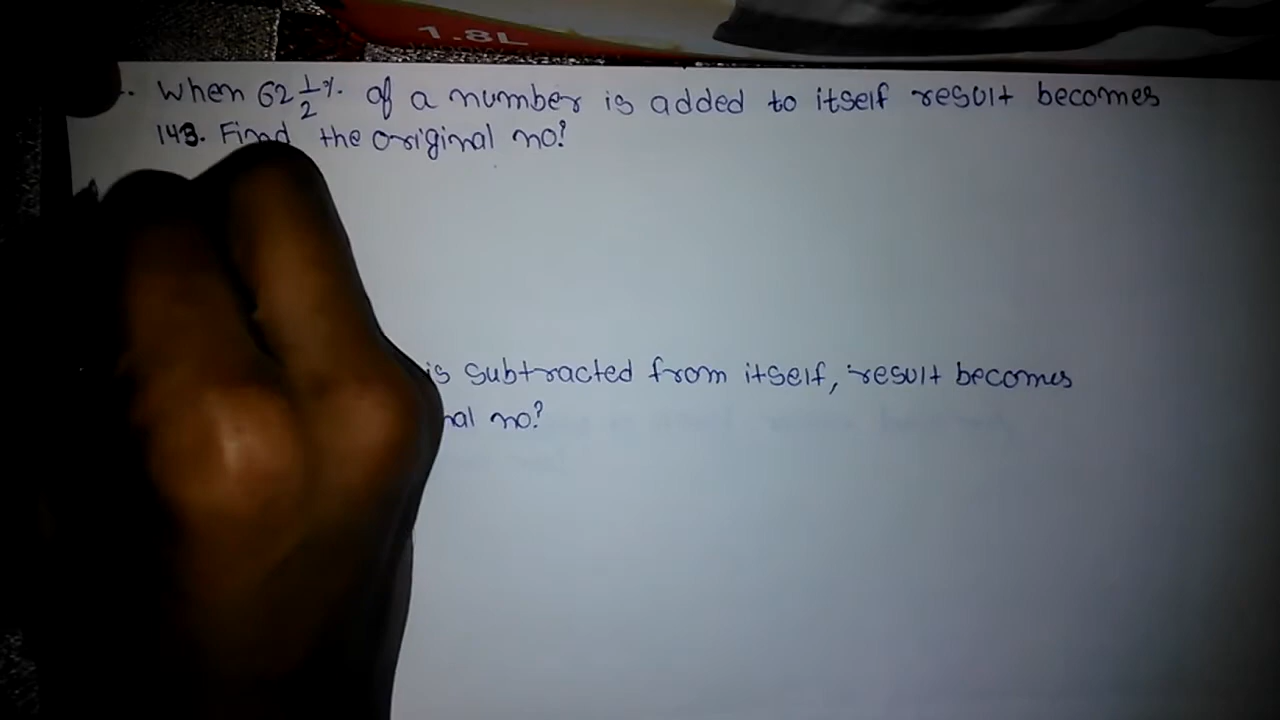 1.8L
When 62 1/2 % of a number is added to itself result becomes
143. Find the original no?
is subtracted from itself, result becomes
no?